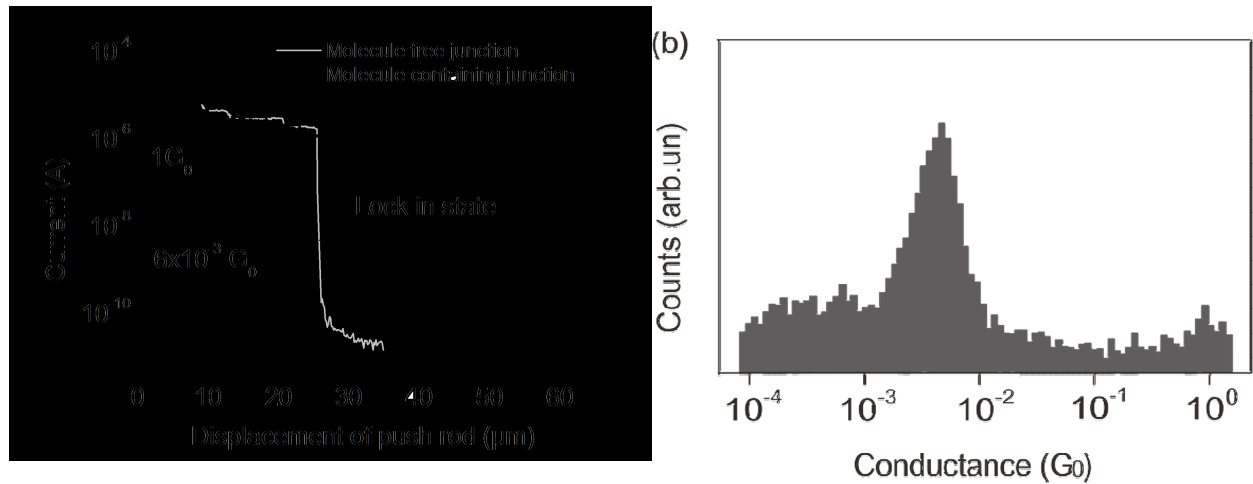 10-4
Molecule free junction
Molecule containing junction
10-6
1G0
Current (A)
Lock in state
10-8
6x10-3 G0
10-10
0 10 20 30 40 50 60
Displacement of push rod (μm)
(b)
Counts (arb.un)
10-4 10-3 10-2 10-1 100
Conductance (G0)